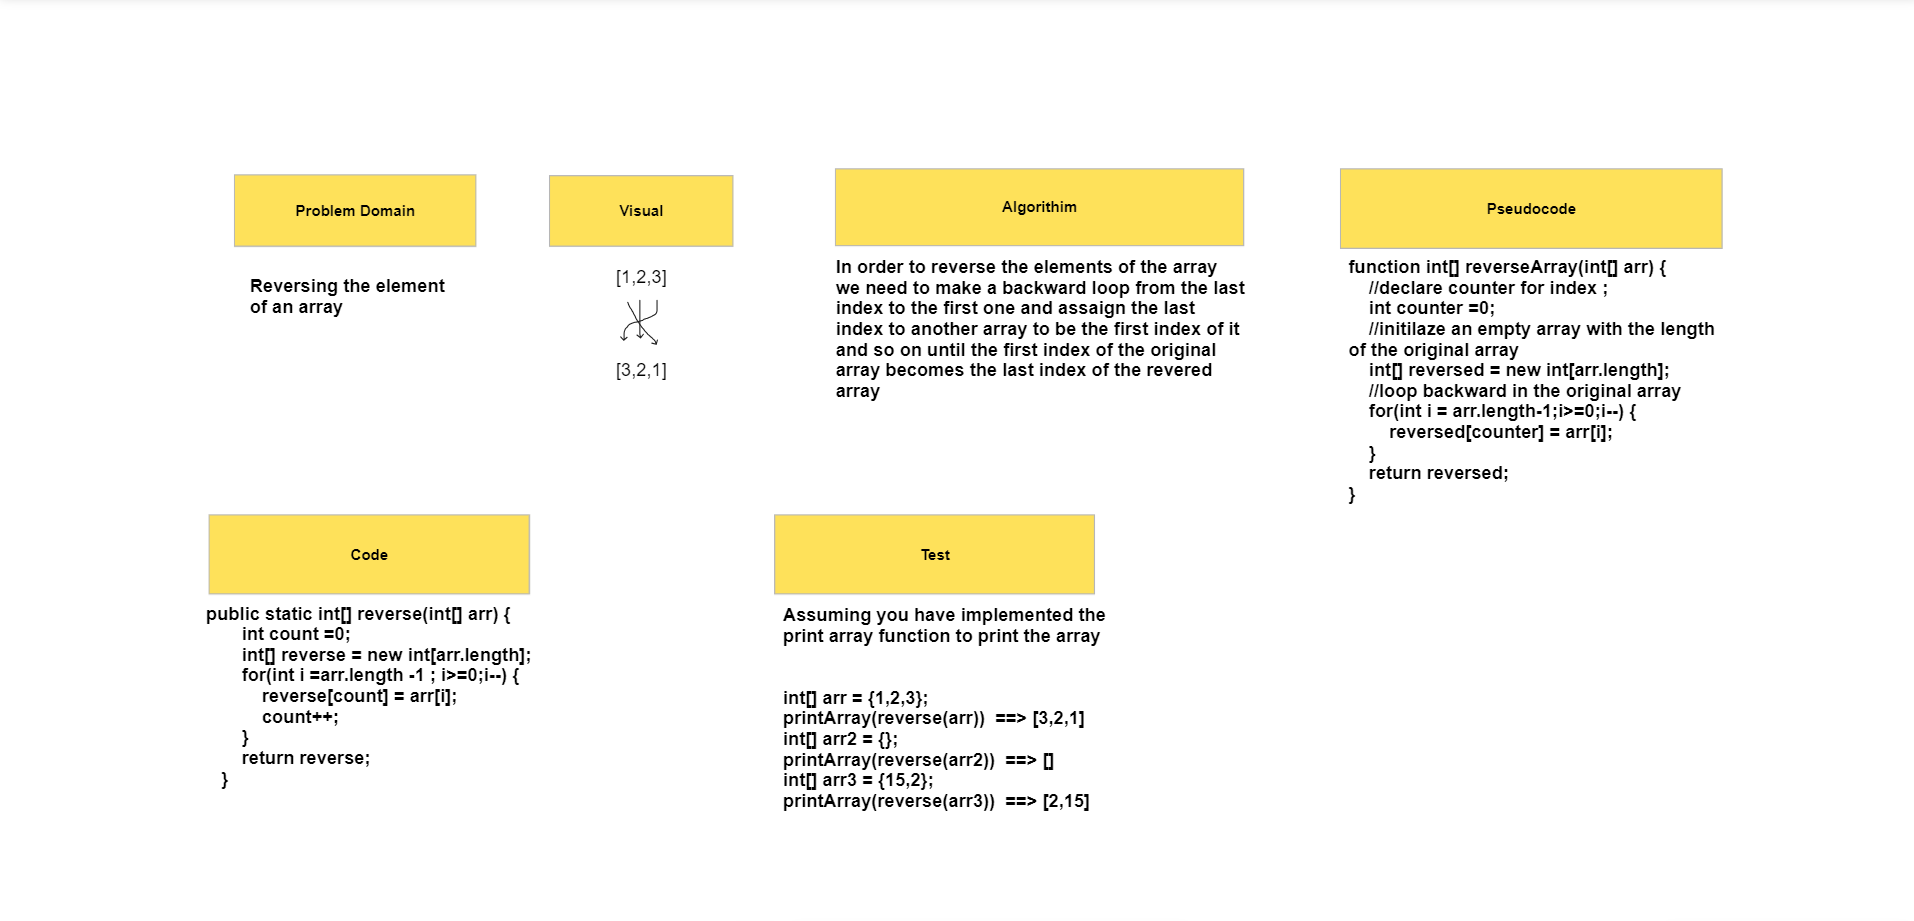 Problem Domain
Reversing the element
of an array
Visual
[1,2,3]
[3,2,1]
Algorithim
In order to reverse the elements of the array
we need to make a backward loop from the last
index to the first one and assaign the last
index to another array to be the first index of it
and so on until the first index of the original
array becomes the last index of the revered
array
Pseudocode
function int[] reverseArray(int[] arr) {
//declare counter for index ;
int counter =0;
//initilaze an empty array with the length
of the original array
int[] reversed = new int[arr.length];
//loop backward in the original array
for(int i = arr.length-1;i>=0;i--) {
reversed[counter] = arr[i];
}
return reversed;
}
Code
public static int[] reverse(int[] arr) {
int count =0;
int[] reverse = new int[arr.length];
for(int i =arr.length -1 ; i>=0;i--) {
reverse[count] = arr[i];
count++;
}
return reverse;
}
Test
Assuming you have implemented the
print array function to print the array
int[] arr = {1,2,3};
printArray(reverse(arr))  ==> [3,2,1]
int[] arr2 = {};
printArray(reverse(arr2))  ==> []
int[] arr3 = {15,2};
printArray(reverse(arr3))  ==> [2,15]